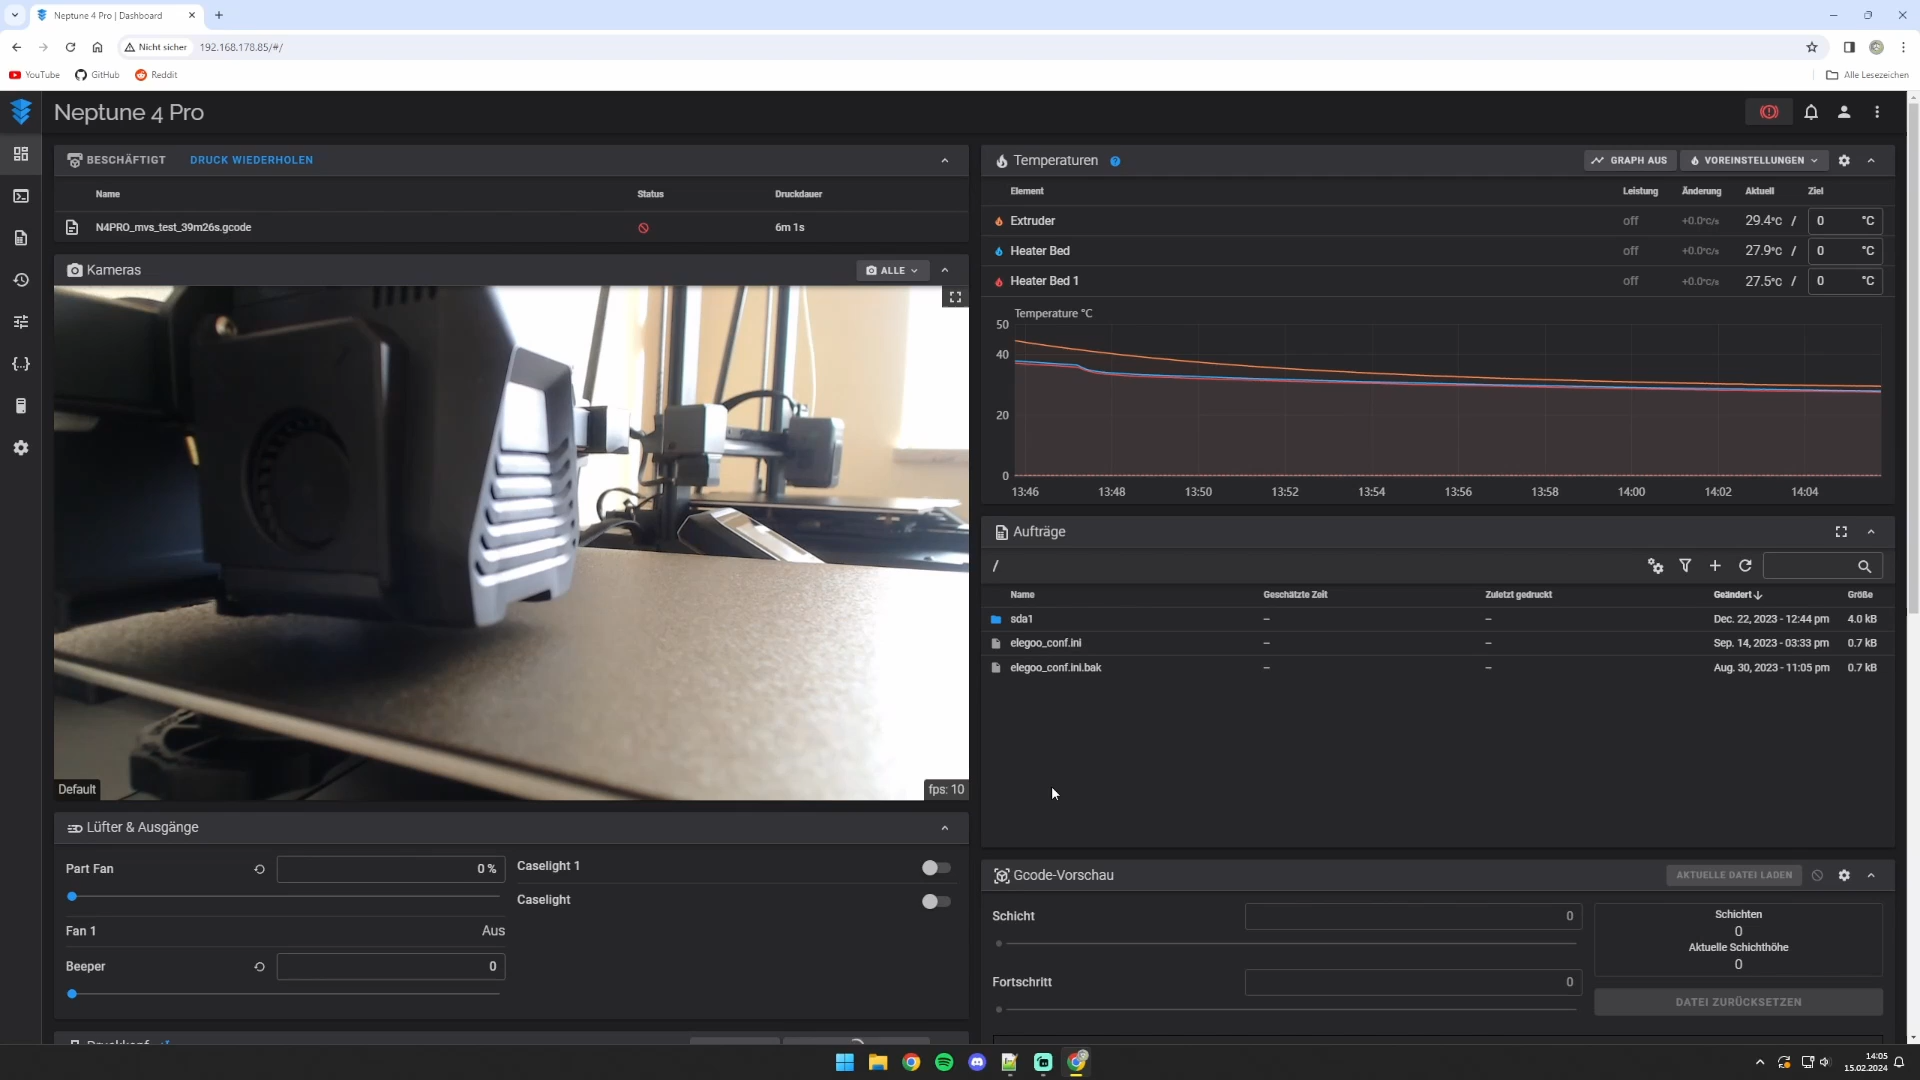 Neptune 4 Pro | Dashboard
Nicht sicher
192.168.178.85/#/
YouTube
GitHub
Reddit
Alle Lesezeichen
Neptune 4 Pro
BESCHÄFTIGT
DRUCK WIEDERHOLEN
Name
Status
Druckdauer
N4PRO_mvs_test_39m26s.gcode
6m 1s
Kameras
ALLE
Default
fps: 10
Lüfter & Ausgänge
Part Fan
0 %
Caselight 1
Caselight
Fan 1
Aus
Beeper
0
Druckkopf
Temperaturen
GRAPH AUS
VOREINSTELLUNGEN
Element
Leistung
Änderung
Aktuell
Ziel
Extruder
off
+0.0°C/s
29.4°C / 0 °C
Heater Bed
off
+0.0°C/s
27.9°C / 0 °C
Heater Bed 1
off
+0.0°C/s
27.5°C / 0 °C
Temperature °C
50
40
20
0
13:46 13:48 13:50 13:52 13:54 13:56 13:58 14:00 14:02 14:04
Aufträge
/
Name
Geschätzte Zeit
Zuletzt gedruckt
Geändert
Größe
sda1 – – Dec. 22, 2023 - 12:44 pm 4.0 kB
elegoo_conf.ini – – Sep. 14, 2023 - 03:33 pm 0.7 kB
elegoo_conf.ini.bak – – Aug. 30, 2023 - 11:05 pm 0.7 kB
Gcode-Vorschau
AKTUELLE DATEI LADEN
Schicht
0
Schichten
0
Aktuelle Schichthöhe
0
Fortschritt
0
DATEI ZURÜCKSETZEN
14:05
15.02.2024